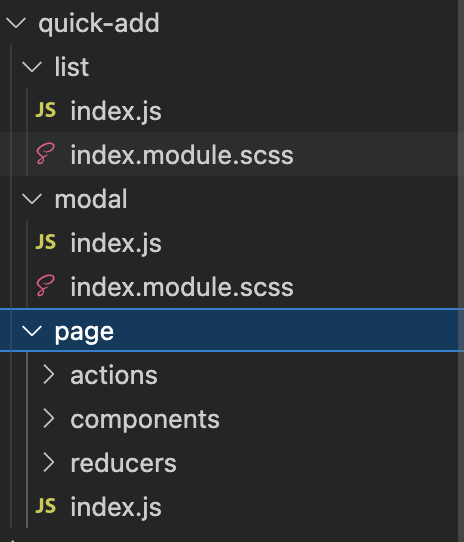 quick-add
list
JS index.js
index.module.scss
modal
JS index.js
index.module.scss
page
actions
components
reducers
JS index.js